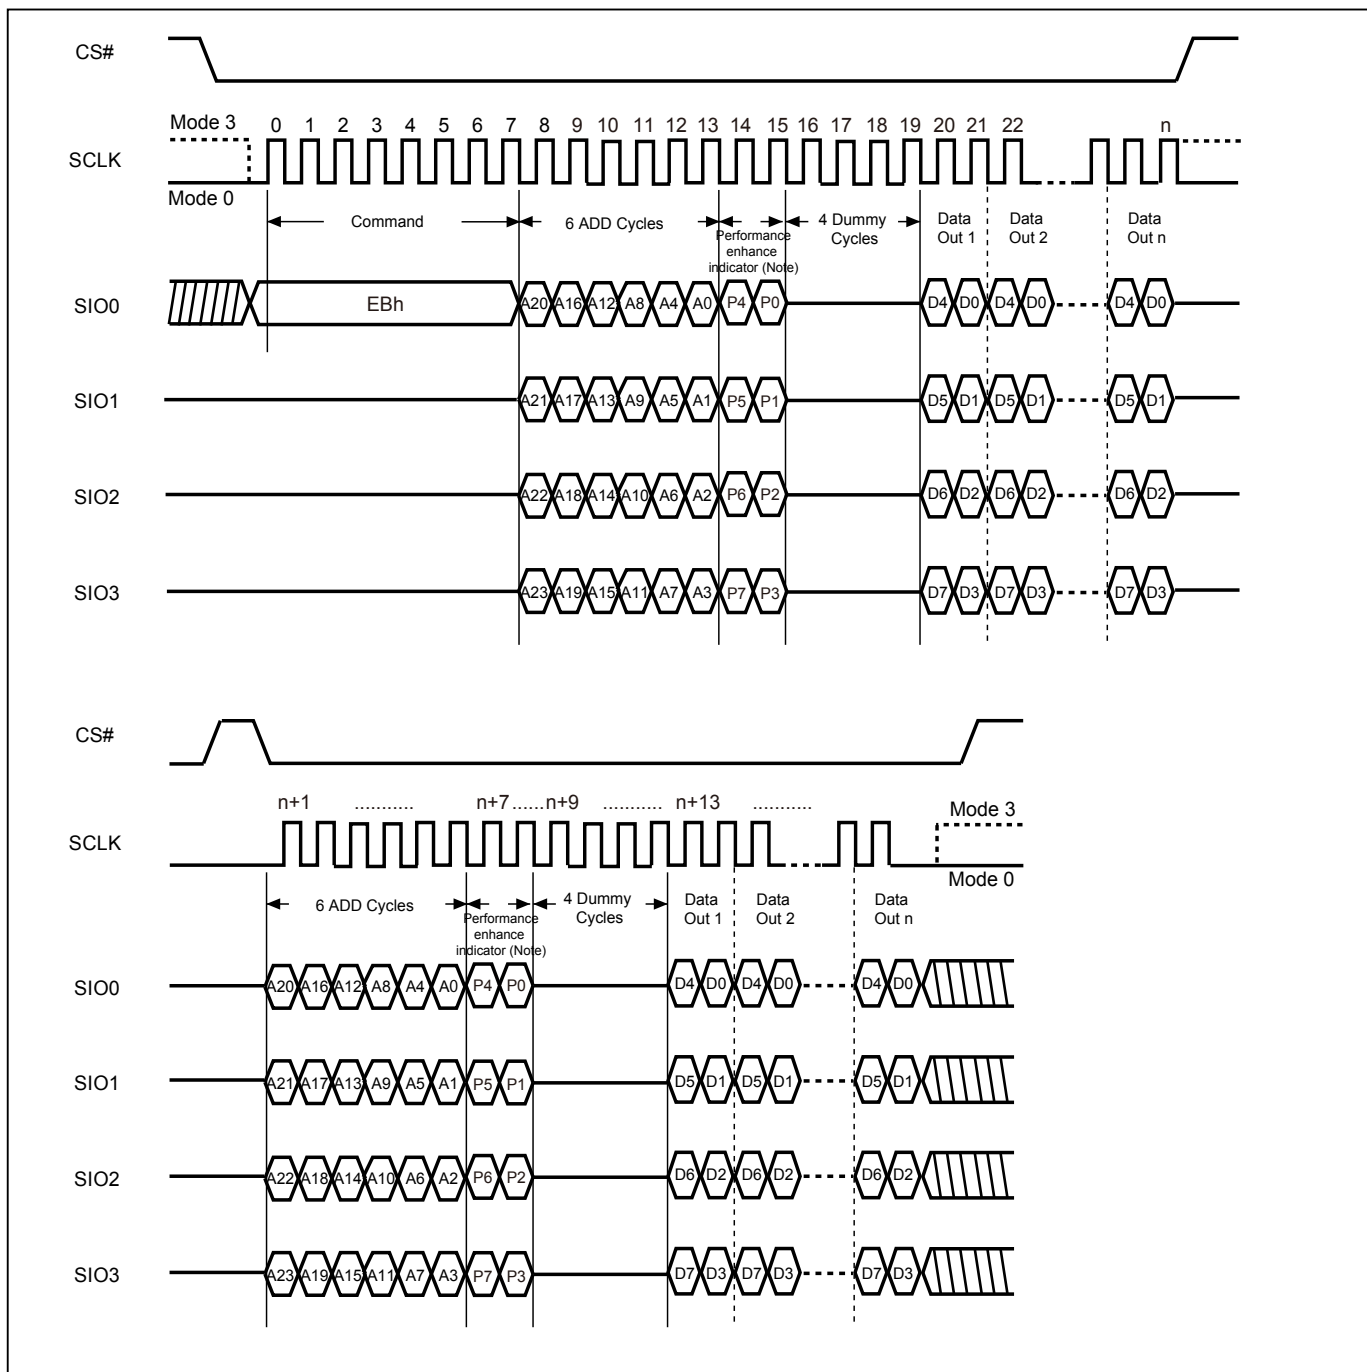 CS#
Mode 3 0 1 2 3 4 5 6 7 8 9 10 11 12 13 14 15 16 17 18 19 20 21 22 n
SCLK
Mode 0
Command 6 ADD Cycles Performance enhance indicator (Note) 4 Dummy Cycles Data Out 1 Data Out 2 Data Out n
SIO0 EBh A20 A16 A12 A8 A4 A0 P4 P0 D4 D0 D4 D0 D4 D0
SIO1 A21 A17 A13 A9 A5 A1 P5 P1 D5 D1 D5 D1 D5 D1
SIO2 A22 A18 A14 A10 A6 A2 P6 P2 D6 D2 D6 D2 D6 D2
SIO3 A23 A19 A15 A11 A7 A3 P7 P3 D7 D3 D7 D3 D7 D3
CS#
n+1 ........... n+7 ......n+9 ........... n+13 ...........
SCLK Mode 3
Mode 0
6 ADD Cycles Performance enhance indicator (Note) 4 Dummy Cycles Data Out 1 Data Out 2 Data Out n
SIO0 A20 A16 A12 A8 A4 A0 P4 P0 D4 D0 D4 D0 D4 D0
SIO1 A21 A17 A13 A9 A5 A1 P5 P1 D5 D1 D5 D1 D5 D1
SIO2 A22 A18 A14 A10 A6 A2 P6 P2 D6 D2 D6 D2 D6 D2
SIO3 A23 A19 A15 A11 A7 A3 P7 P3 D7 D3 D7 D3 D7 D3